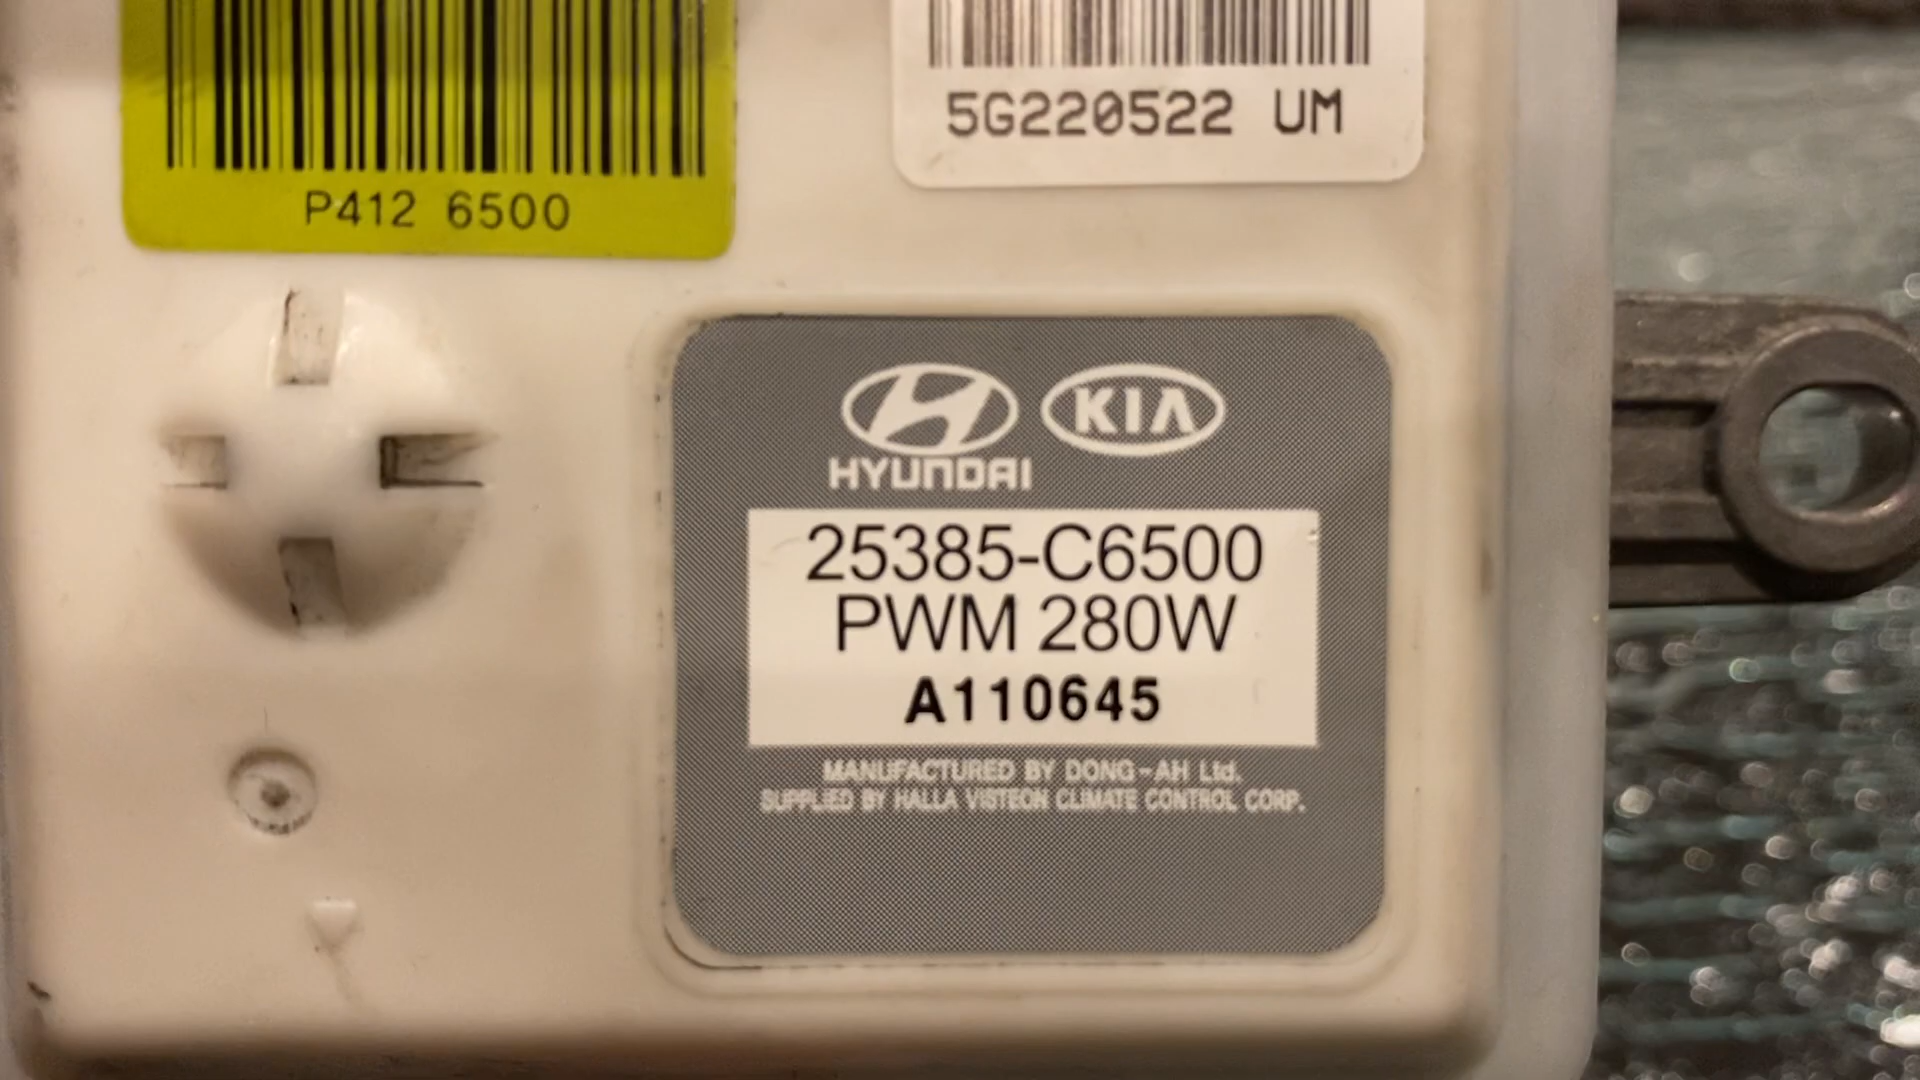 5G220522 UM
P412 6500
HYUNDAI
KIA
25385-C6500
PWM 280W
A110645
MANUFACTURED BY DONG-AH Ltd.
SUPPLIED BY HALLA VISTEON CLIMATE CONTROL CORP.